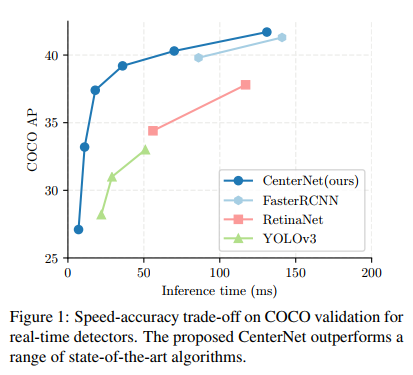 40
35
30
25
COCO AP
0
50
100
150
200
Inference time (ms)
CenterNet(ours)
FasterRCNN
RetinaNet
YOLOv3
Figure 1: Speed-accuracy trade-off on COCO validation for
real-time detectors. The proposed CenterNet outperforms a
range of state-of-the-art algorithms.